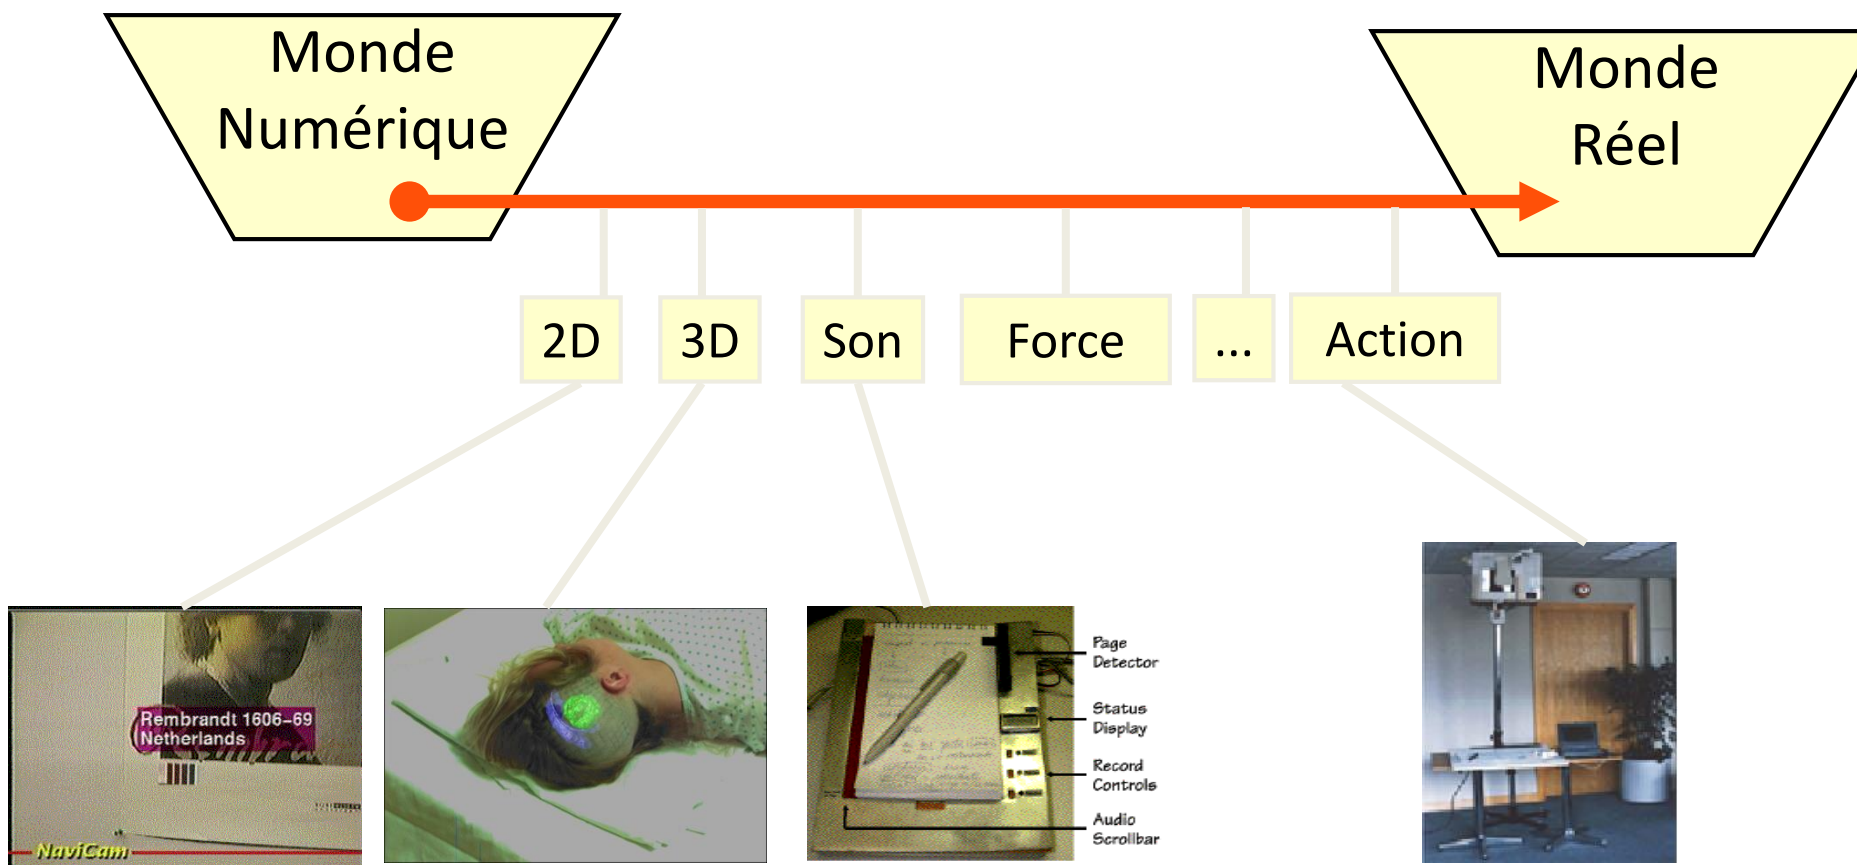 Monde
Numérique
Monde
Réel
2D
3D
Son
Force
...
Action
Rembrandt 1606-69
Netherlands
NaviCam
Page
Detector
Status
Display
Record
Controls
Audio
Scrollbar